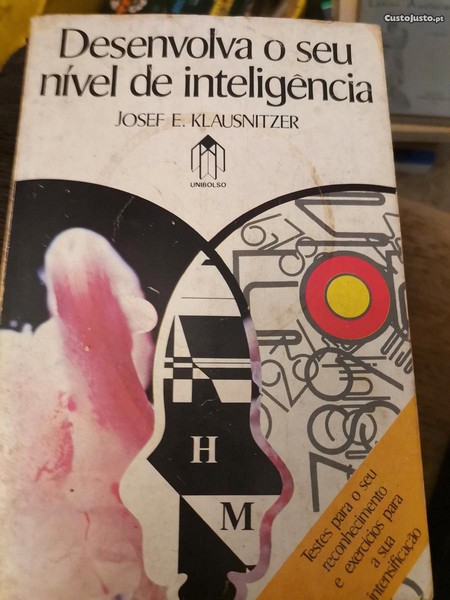 CustoJusto.pt
Desenvolva o seu
nível de inteligência
JOSEF E. KLAUSNITZER
UNIBOLSO
H
M
Testes para o seu
reconhecimento
e exercícios para
a sua
intensificação